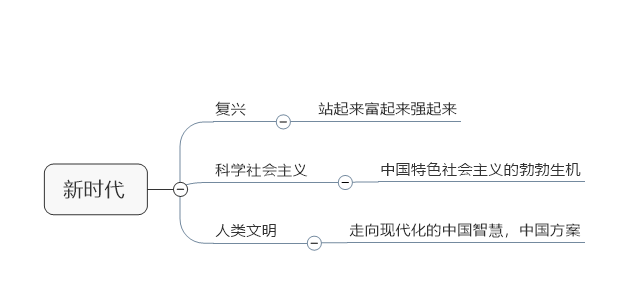 新时代
复兴
站起来富起来强起来
科学社会主义
中国特色社会主义的勃勃生机
人类文明
走向现代化的中国智慧，中国方案